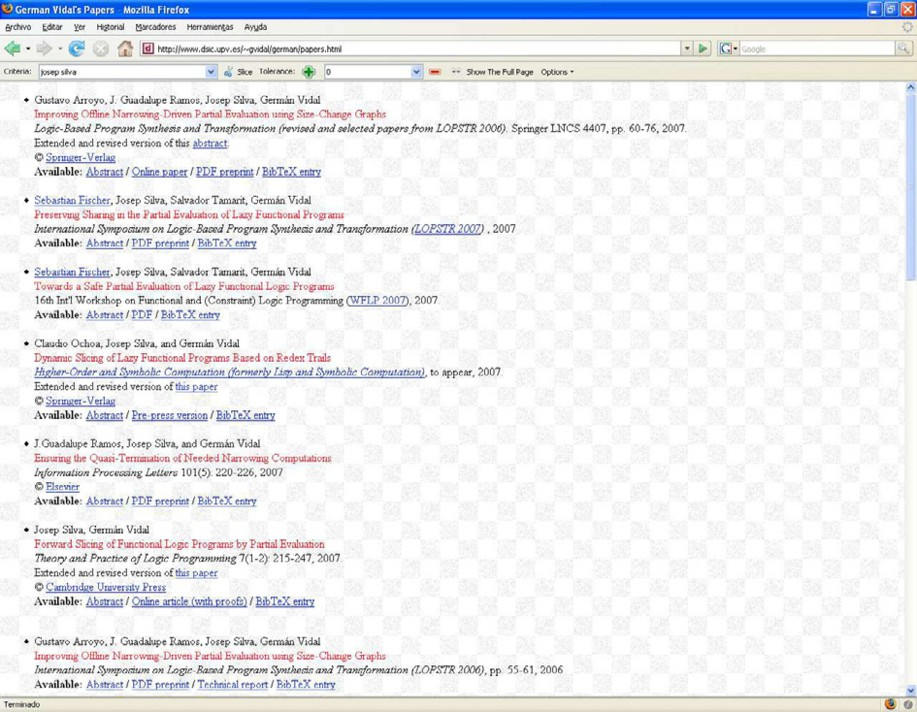 German Vidal's Papers - Mozilla Firefox
Archivo Editar Ver Historial Marcadores Herramientas Ayuda
http://www.dsic.upv.es/~gvidal/german/papers.html Google
Criteria: josep silva Slice Tolerance: 0 Show The Full Page Options
Gustavo Arroyo, J. Guadalupe Ramos, Josep Silva, Germán Vidal
Improving Offline Narrowing-Driven Partial Evaluation using Size-Change Graphs
Logic-Based Program Synthesis and Transformation (revised and selected papers from LOPSTR 2006). Springer LNCS 4407, pp. 60-76, 2007.
Extended and revised version of this abstract.
© Springer-Verlag
Available: Abstract / Online paper / PDF preprint / BibTeX entry
Sebastian Fischer, Josep Silva, Salvador Tamarit, Germán Vidal
Preserving Sharing in the Partial Evaluation of Lazy Functional Programs
International Symposium on Logic-Based Program Synthesis and Transformation (LOPSTR 2007) , 2007
Available: Abstract / PDF preprint / BibTeX entry
Sebastian Fischer, Josep Silva, Salvador Tamarit, Germán Vidal
Towards a Safe Partial Evaluation of Lazy Functional Logic Programs
16th Int'l Workshop on Functional and (Constraint) Logic Programming (WFLP 2007), 2007.
Available: Abstract / PDF / BibTeX entry
Claudio Ochoa, Josep Silva, and Germán Vidal
Dynamic Slicing of Lazy Functional Programs Based on Redex Trails
Higher-Order and Symbolic Computation (formerly Lisp and Symbolic Computation), to appear, 2007.
Extended and revised version of this paper
© Springer-Verlag
Available: Abstract / Pre-press version / BibTeX entry
J.Guadalupe Ramos, Josep Silva, and Germán Vidal
Ensuring the Quasi-Termination of Needed Narrowing Computations
Information Processing Letters 101(5): 220-226, 2007
© Elsevier
Available: Abstract / PDF preprint / BibTeX entry
Josep Silva, Germán Vidal
Forward Slicing of Functional Logic Programs by Partial Evaluation
Theory and Practice of Logic Programming 7(1-2): 215-247, 2007.
Extended and revised version of this paper
© Cambridge University Press
Available: Abstract / Online article (with proofs) / BibTeX entry
Gustavo Arroyo, J. Guadalupe Ramos, Josep Silva, Germán Vidal
Improving Offline Narrowing-Driven Partial Evaluation using Size-Change Graphs
International Symposium on Logic-Based Program Synthesis and Transformation (LOPSTR 2006), pp. 55-61, 2006
Available: Abstract / PDF preprint / Technical report / BibTeX entry
Terminado